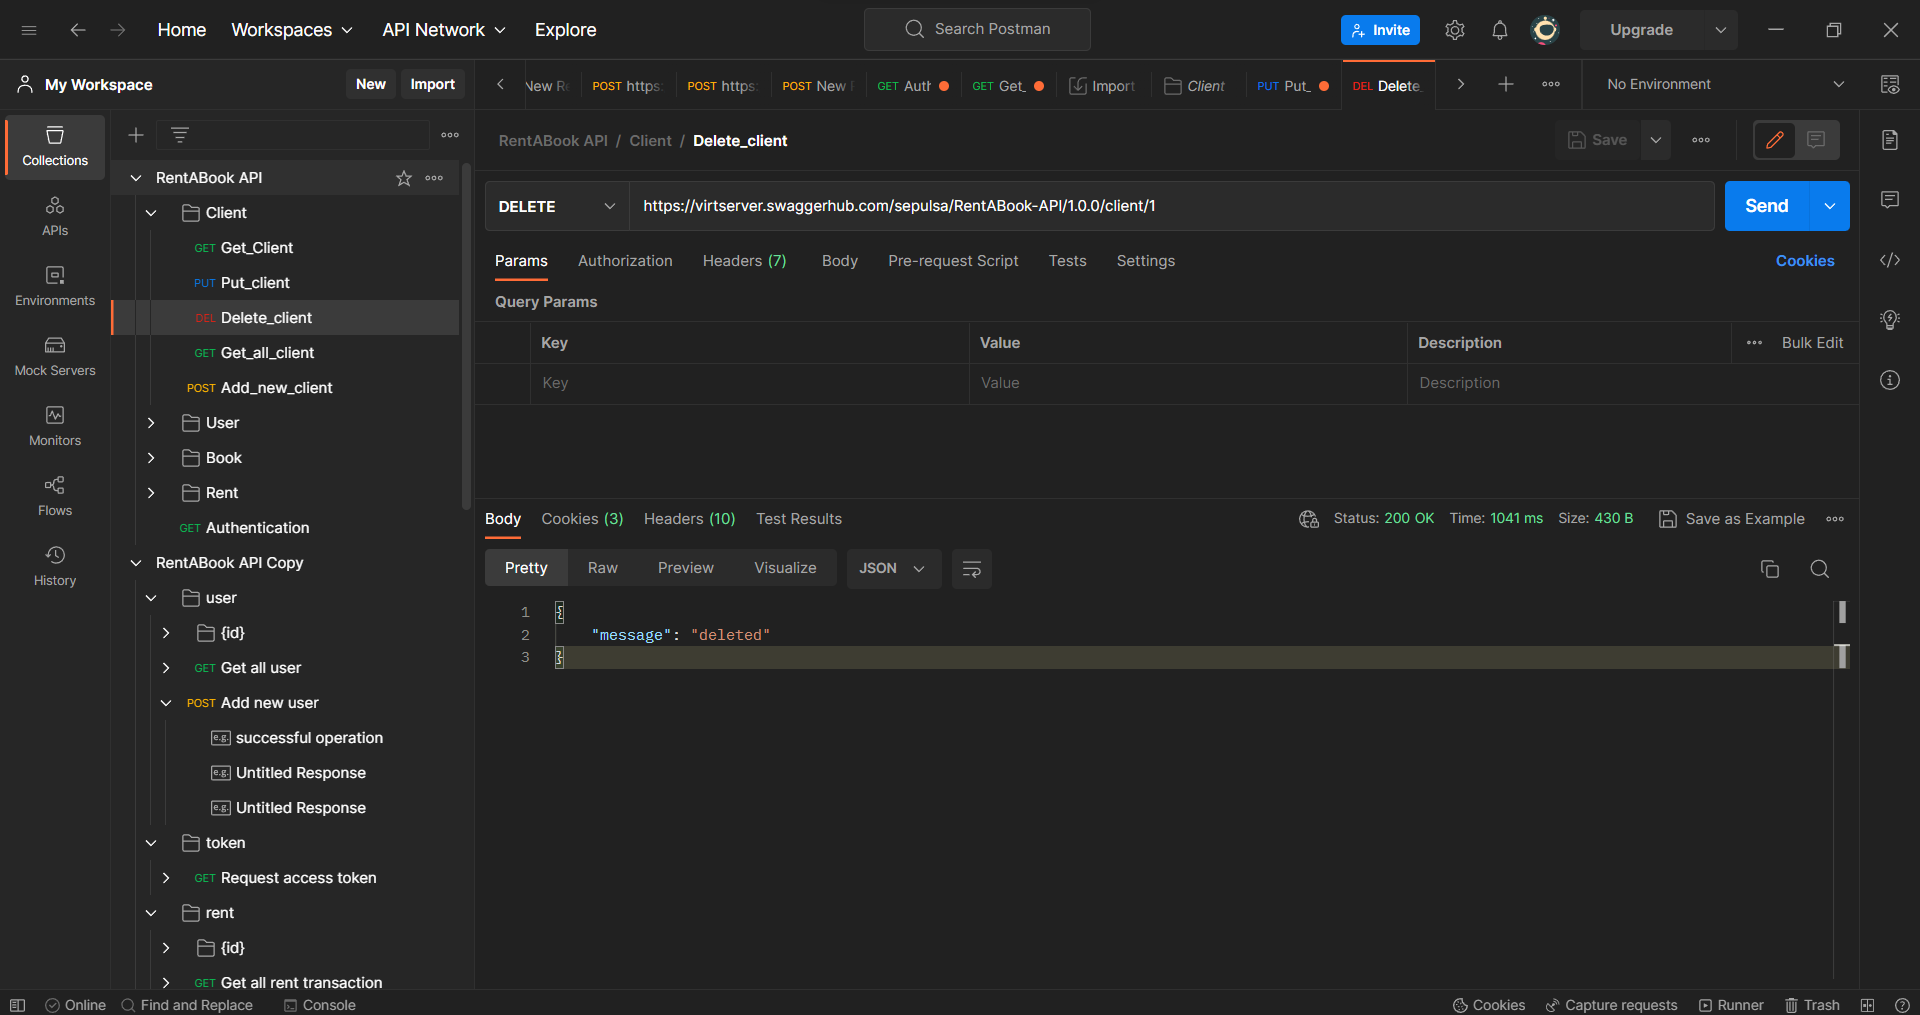 Home Workspaces API Network Explore Search Postman Invite Upgrade
My Workspace New Import New Re POST https: POST https: POST New GET Auth GET Get_ Import Client PUT Put_ DEL Delete_ No Environment
Collections
APIs
Environments
Mock Servers
Monitors
Flows
History
RentABook API
Client
GET Get_Client
PUT Put_client
DEL Delete_client
GET Get_all_client
POST Add_new_client
User
Book
Rent
GET Authentication
RentABook API Copy
user
{id}
GET Get all user
POST Add new user
e.g. successful operation
e.g. Untitled Response
e.g. Untitled Response
token
GET Request access token
rent
{id}
GET Get all rent transaction
RentABook API / Client / Delete_client Save
DELETE https://virtserver.swaggerhub.com/sepulsa/RentABook-API/1.0.0/client/1 Send
Params Authorization Headers (7) Body Pre-request Script Tests Settings Cookies
Query Params
Key Value Description Bulk Edit
Key Value Description
Body Cookies (3) Headers (10) Test Results Status: 200 OK Time: 1041 ms Size: 430 B Save as Example
Pretty Raw Preview Visualize JSON
1 {
2 "message": "deleted"
3 }
Online Find and Replace Console Cookies Capture requests Runner Trash